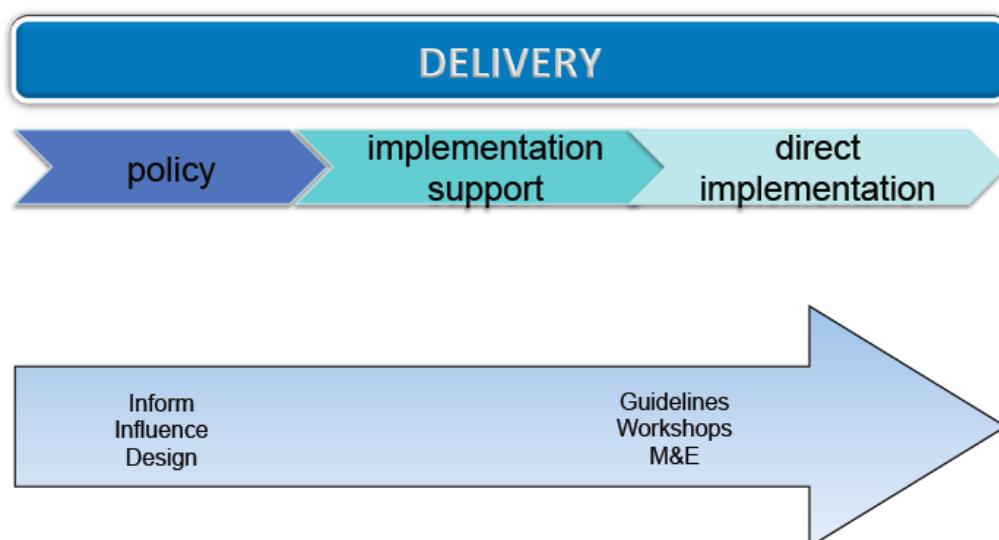 DELIVERY
policy
implementation
support
direct
implementation
Inform
Influence
Design
Guidelines
Workshops
M&E